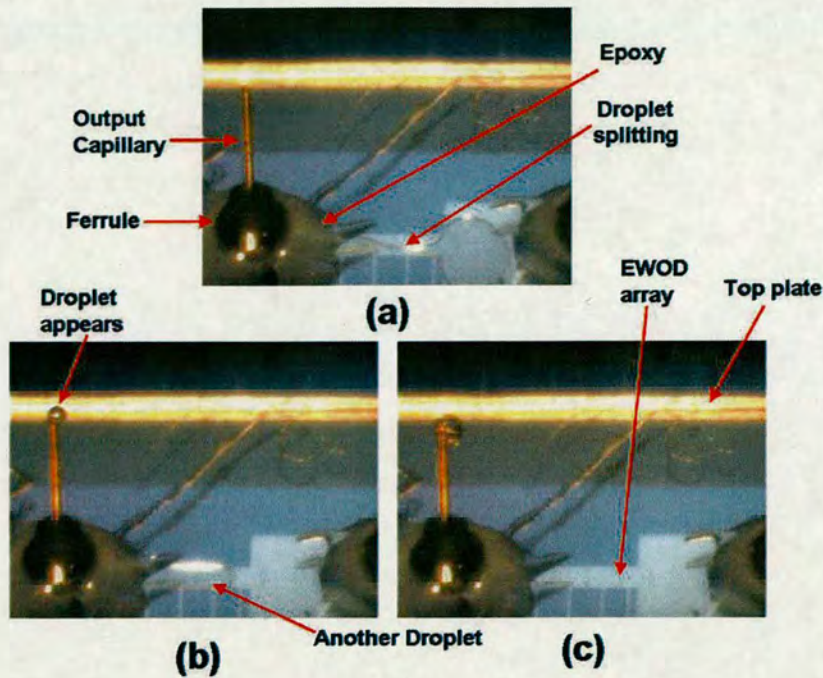 Epoxy
Output
Capillary
Droplet
splitting
Ferrule
(a)
Droplet
appears
EWOD
array
Top plate
(b)
Another Droplet
(c)